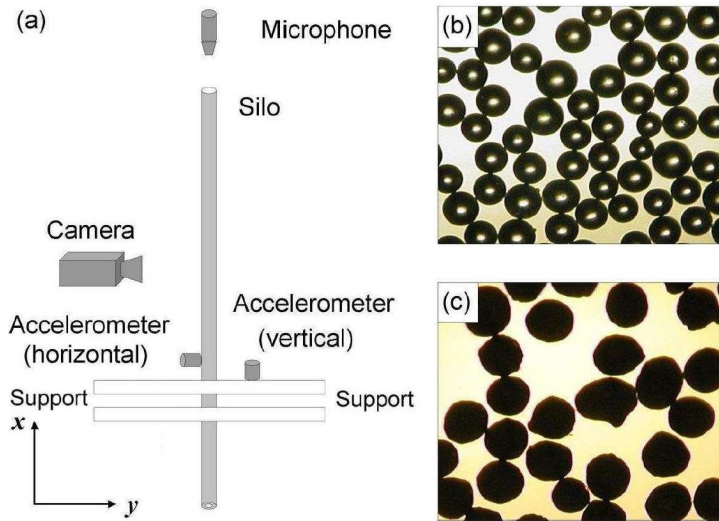 (a)
Microphone
Silo
Camera
Accelerometer
(horizontal)
Accelerometer
(vertical)
Support
Support
x
y
(b)
(c)